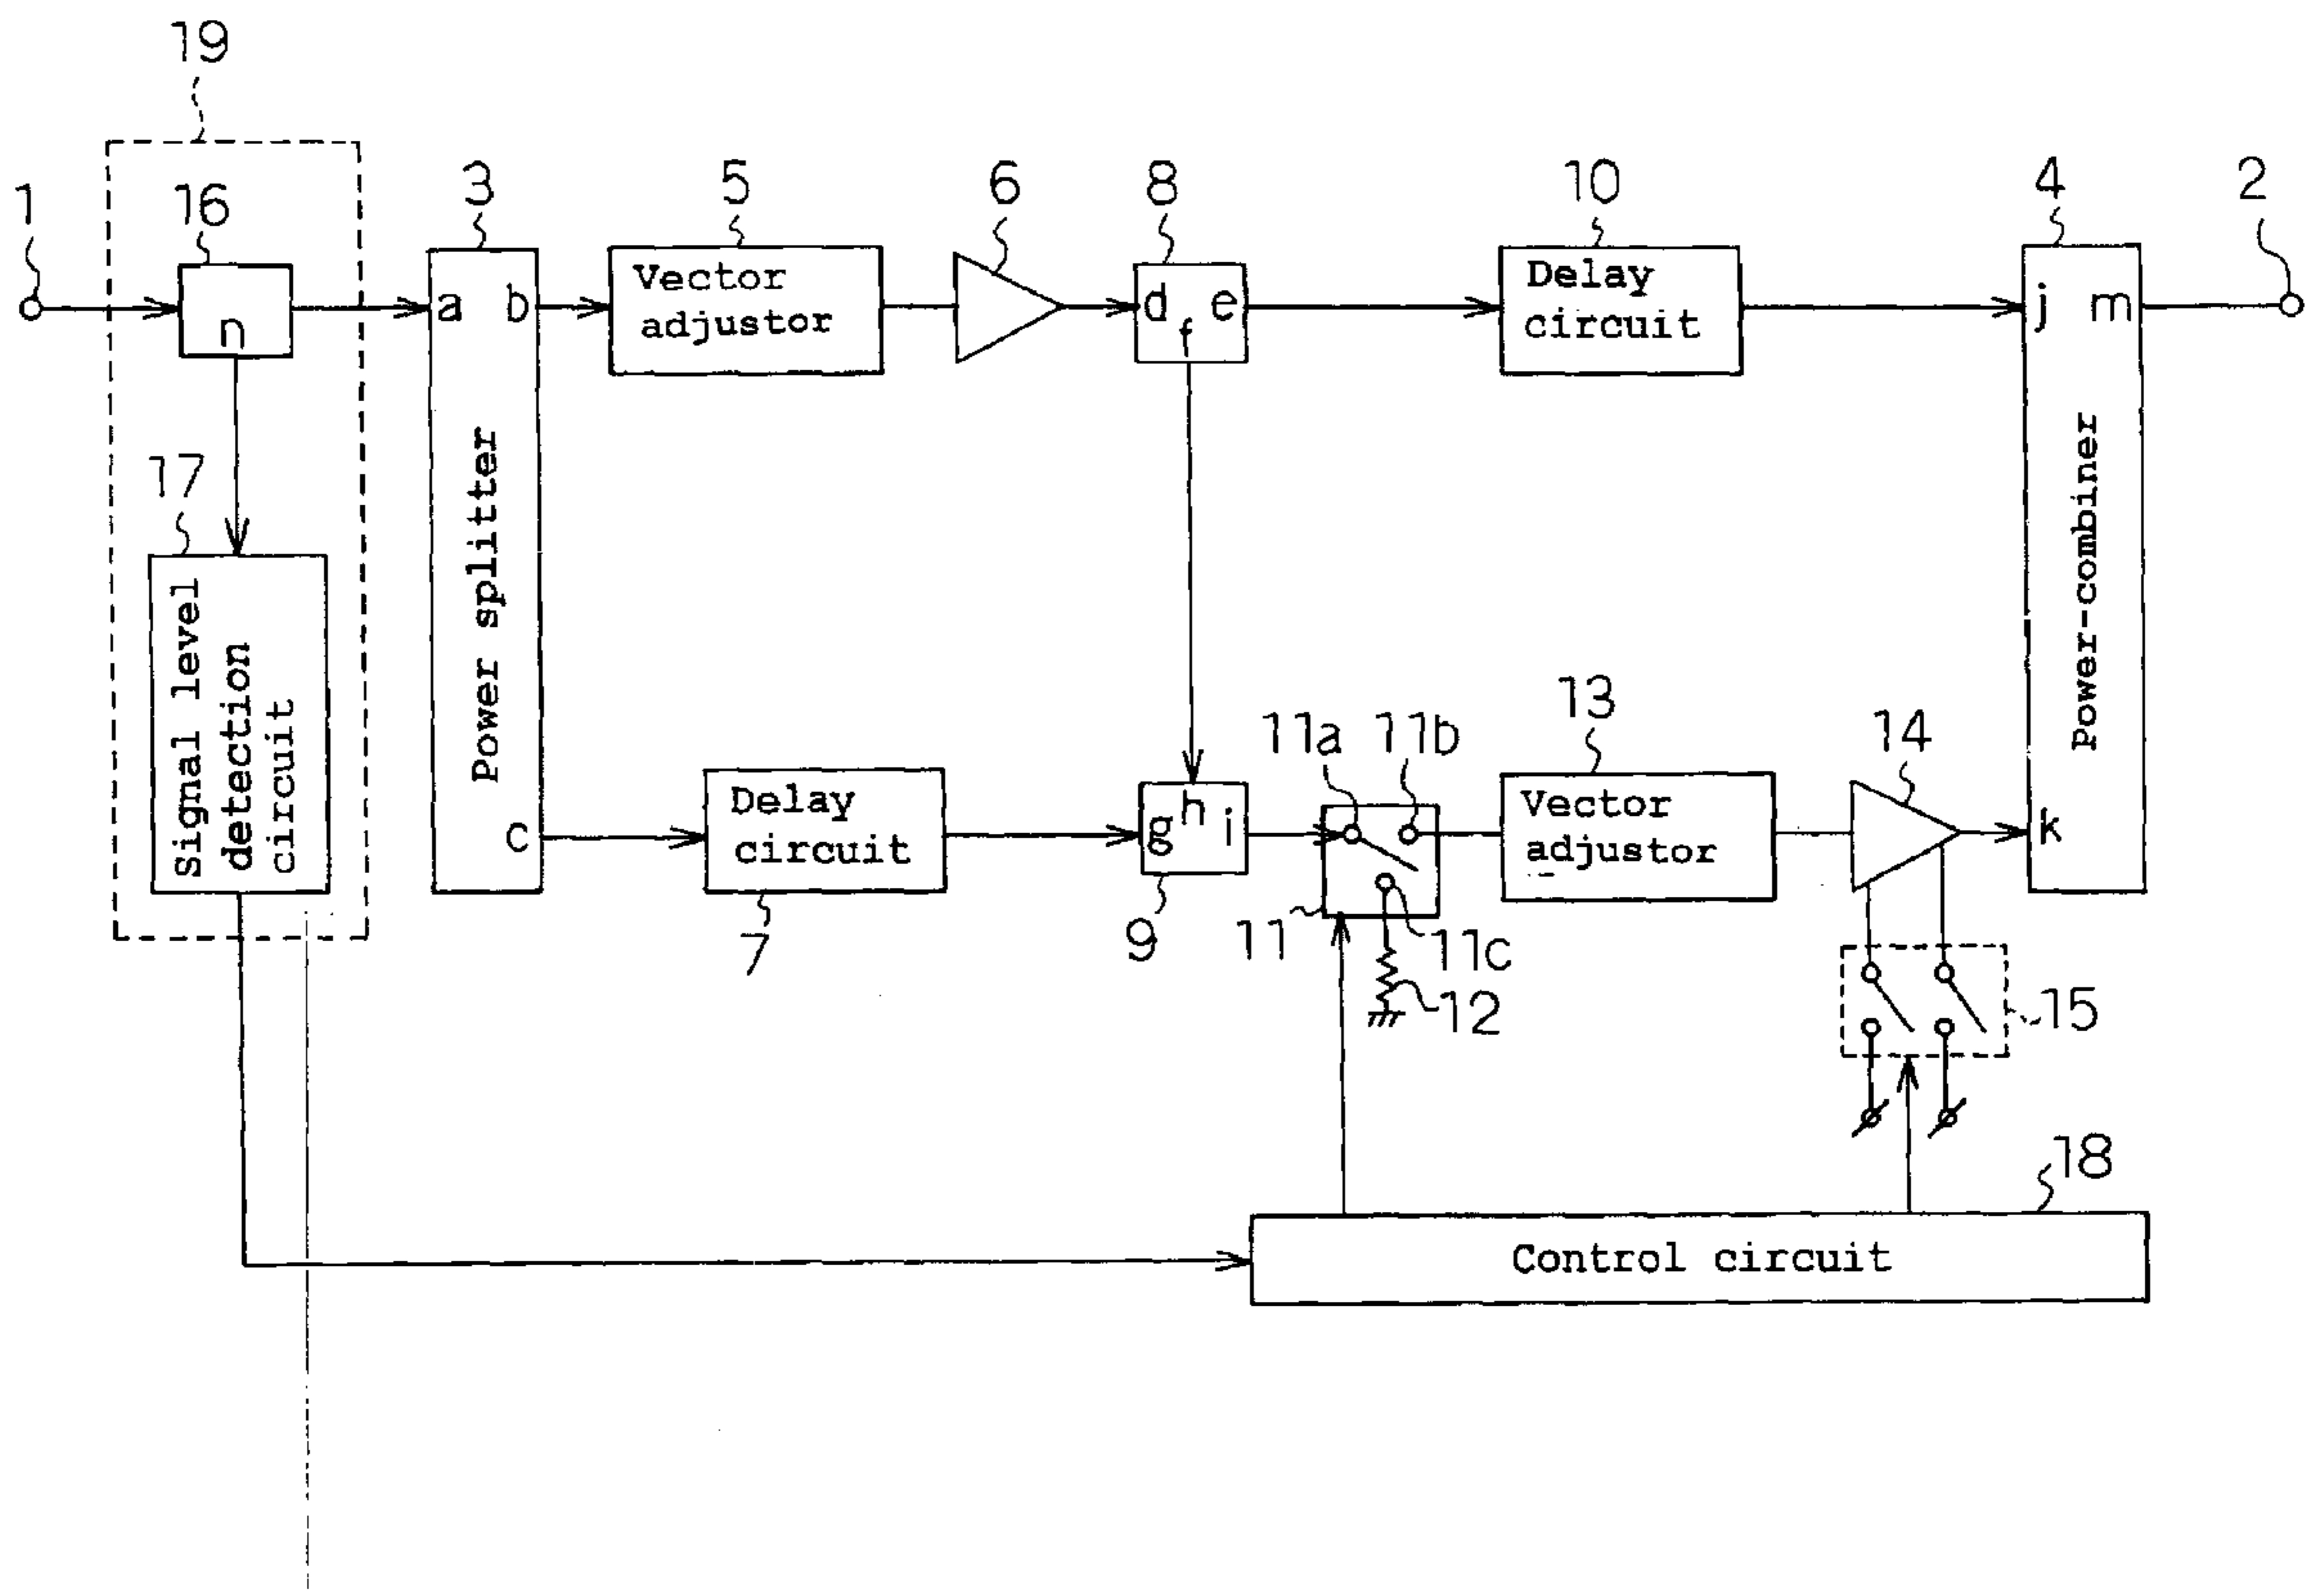 19
1
16
3
5
6
8
10
4
2
n
a
b
Vector
adjustor
d
f
e
Delay
circuit
j
m
17
Signal level
detection
circuit
Power splitter
Power-combiner
c
Delay
circuit
7
g
h
i
9
11a
11b
11
11c
12
13
Vector
adjustor
14
k
15
18
Control circuit